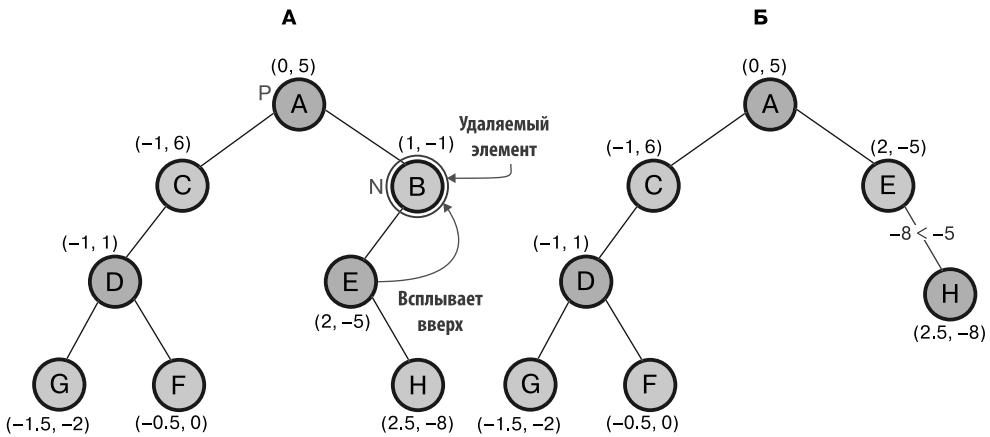 А
(0, 5)
P
A
(−1, 6)
C
(1, −1)
N
B
Удаляемый
элемент
(−1, 1)
D
E
(2, −5)
Всплывает
вверх
G
(−1.5, −2)
F
(−0.5, 0)
H
(2.5, −8)
Б
(0, 5)
A
(−1, 6)
C
(2, −5)
E
−8 < −5
(−1, 1)
D
H
(2.5, −8)
G
(−1.5, −2)
F
(−0.5, 0)